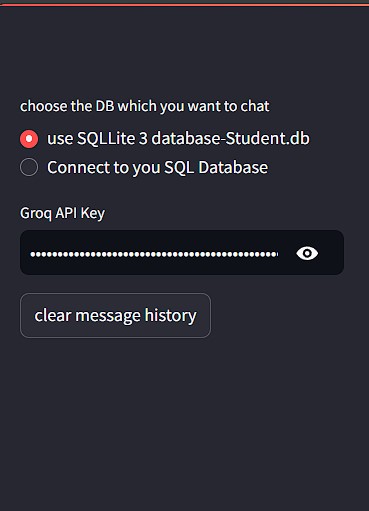 choose the DB which you want to chat
use SQLLite 3 database-Student.db
Connect to you SQL Database
Groq API Key
clear message history